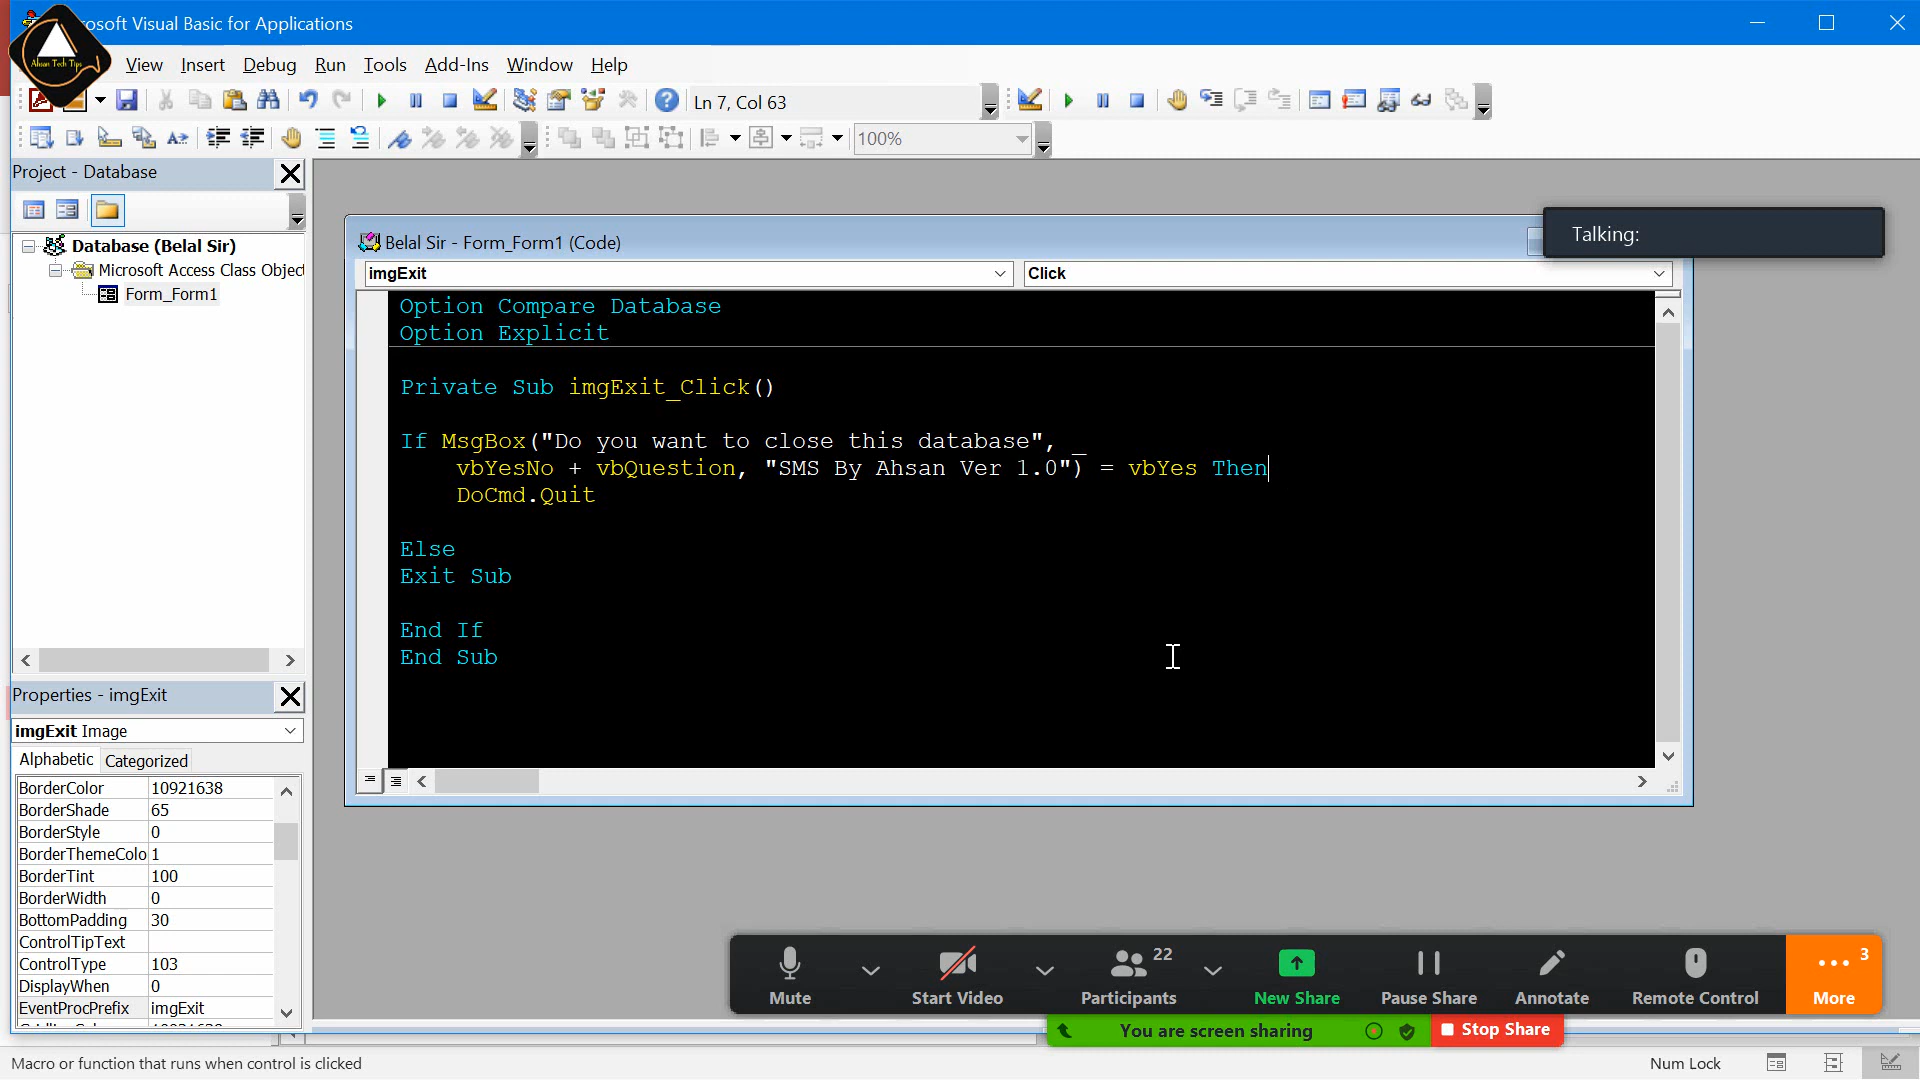 Microsoft Visual Basic for Applications
Ahsan Tech Tips
View Insert Debug Run Tools Add-Ins Window Help
Ln 7, Col 63
100%
Project - Database
Database (Belal Sir)
Microsoft Access Class Object
Form_Form1
Belal Sir - Form_Form1 (Code)
Talking:
imgExit
Click
Option Compare Database
Option Explicit
Private Sub imgExit_Click()
If MsgBox("Do you want to close this database", _
vbYesNo + vbQuestion, "SMS By Ahsan Ver 1.0") = vbYes Then
DoCmd.Quit
Else
Exit Sub
End If
End Sub
Properties - imgExit
imgExit Image
Alphabetic Categorized
BorderColor 10921638
BorderShade 65
BorderStyle 0
BorderThemeColo 1
BorderTint 100
BorderWidth 0
BottomPadding 30
ControlTipText
ControlType 103
DisplayWhen 0
EventProcPrefix imgExit
Mute
Start Video
22
Participants
New Share
Pause Share
Annotate
Remote Control
3
More
You are screen sharing
Stop Share
Macro or function that runs when control is clicked
Num Lock